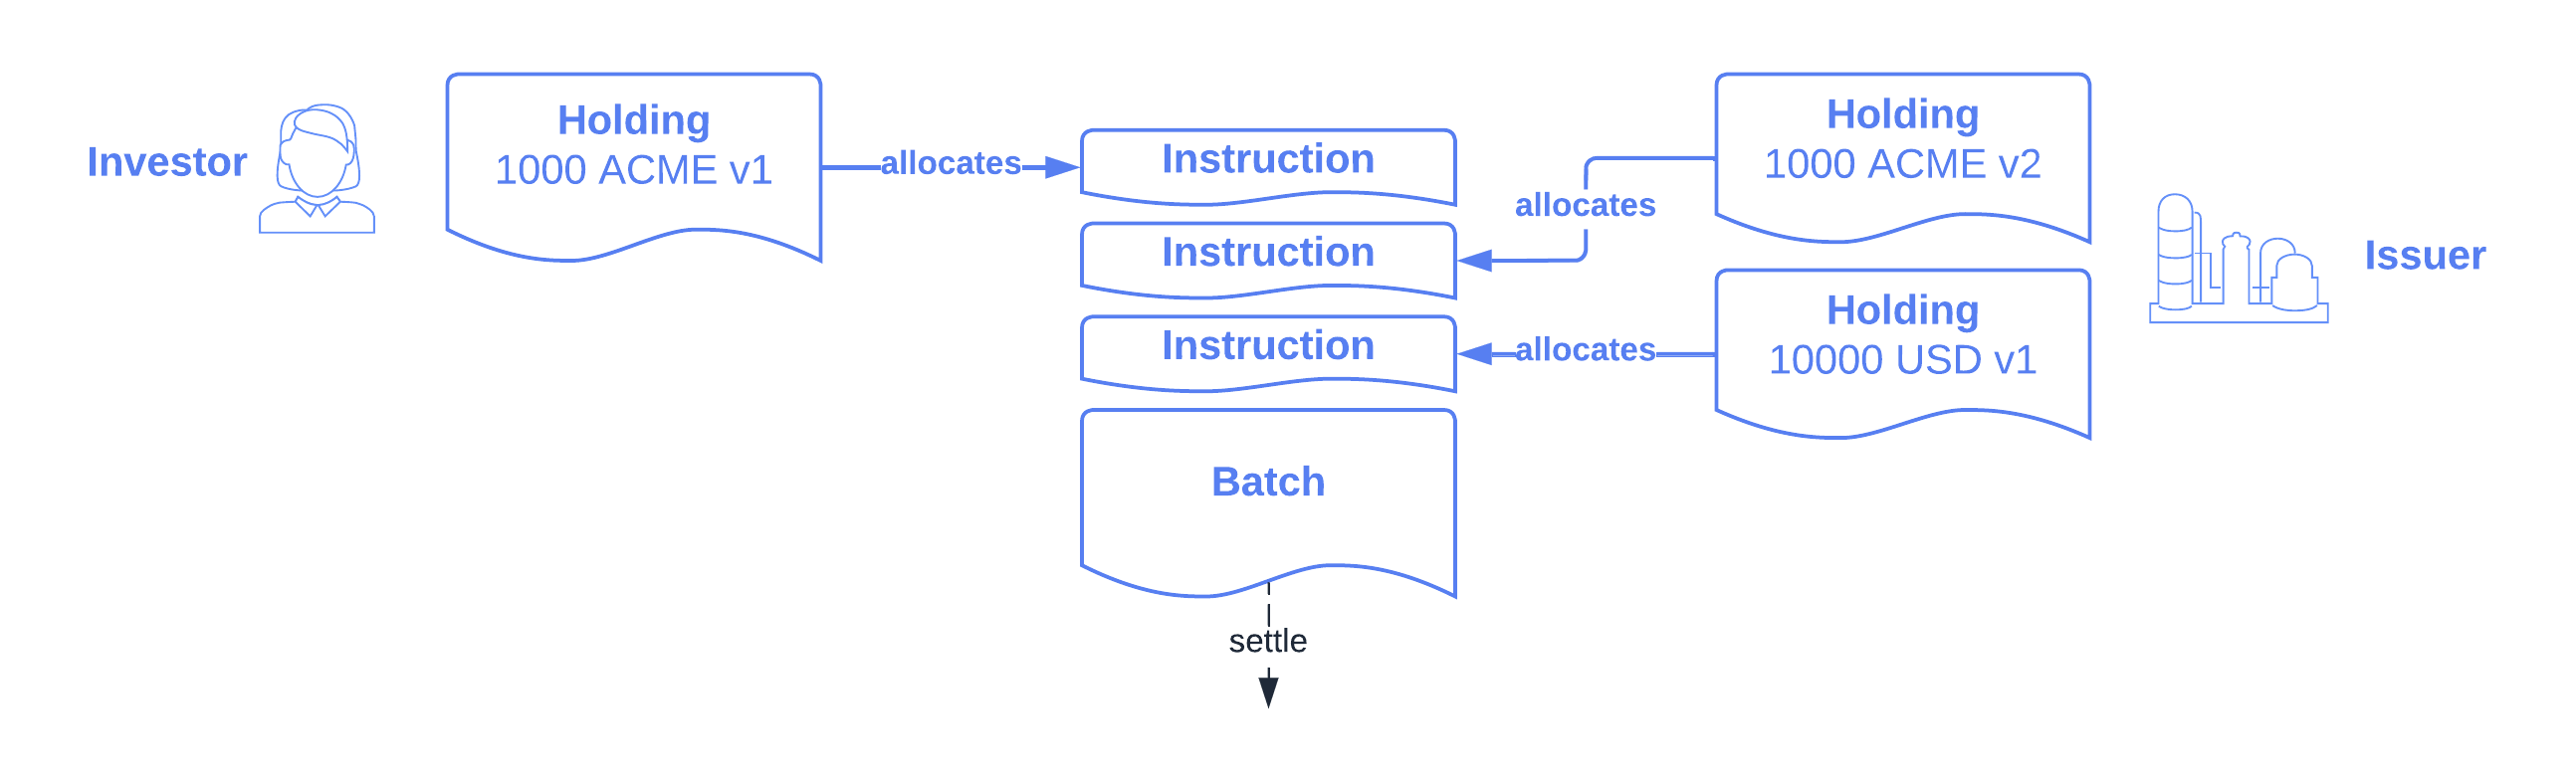 Investor
Holding
1000 ACME v1
allocates
Instruction
Instruction
Instruction
Batch
settle
allocates
allocates
Holding
1000 ACME v2
Holding
10000 USD v1
Issuer